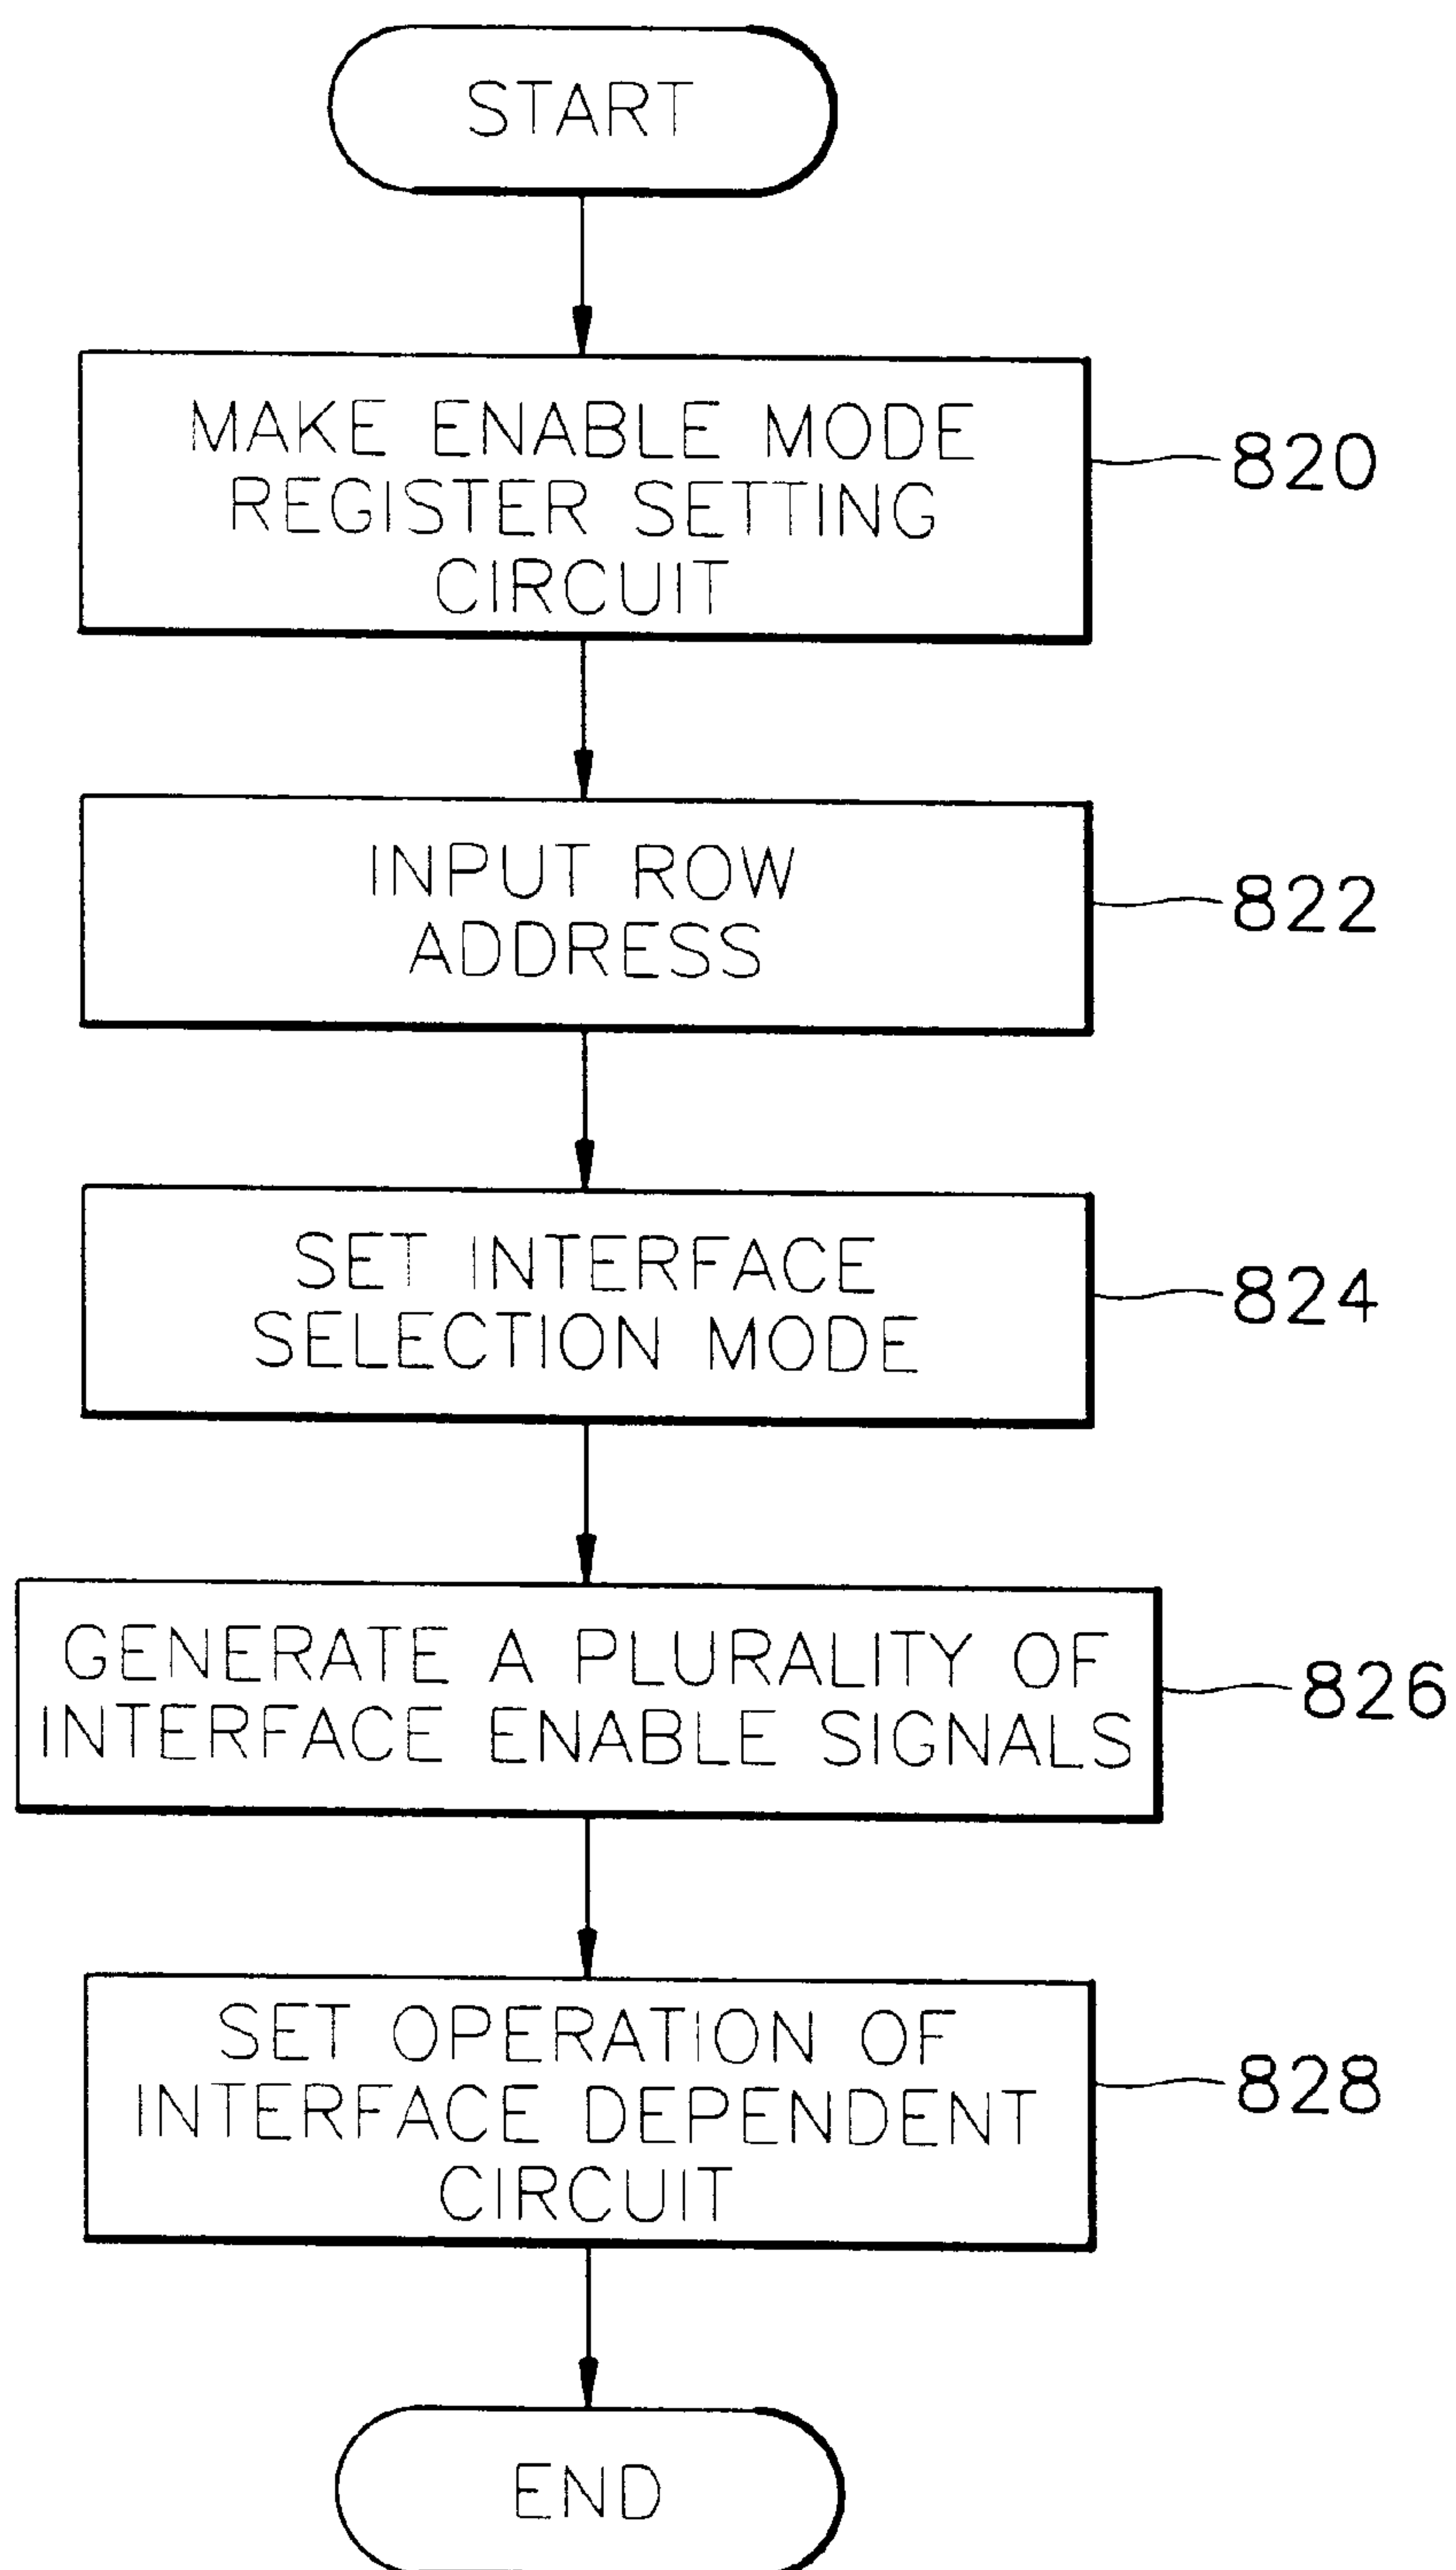 START
MAKE ENABLE MODE
REGISTER SETTING
CIRCUIT
820
INPUT ROW
ADDRESS
822
SET INTERFACE
SELECTION MODE
824
GENERATE A PLURALITY OF
INTERFACE ENABLE SIGNALS
826
SET OPERATION OF
INTERFACE DEPENDENT
CIRCUIT
828
END